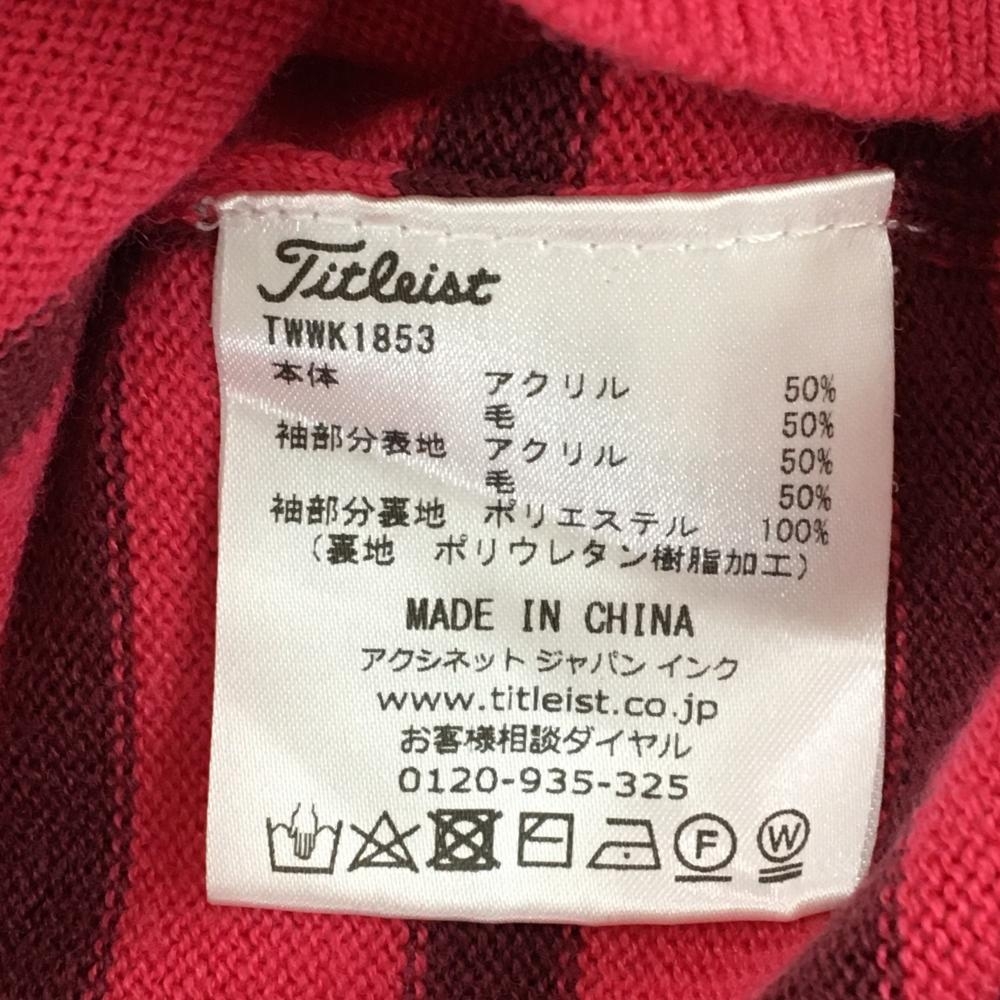 Titleist
TWWK1853
本体 アクリル 50%
毛 50%
袖部分表地 アクリル 50%
毛 50%
袖部分裏地 ポリエステル 100%
（裏地 ポリウレタン樹脂加工）
MADE IN CHINA
アクシネット ジャパン インク
www.titleist.co.jp
お客様相談ダイヤル
0120-935-325
F W